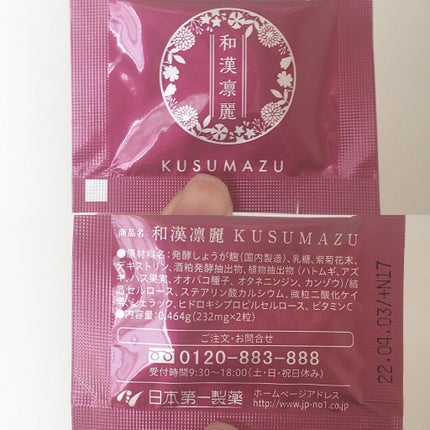 和漢凛麗
KUSUMAZU
商品名: 和漢凛麗 KUSUMAZU
●原材料名: 発酵しょうが麹(国内製造)、乳糖、紫菊花末、
デキストリン、酒粕発酵抽出物、植物抽出物(ハトムギ、アズ
キ、ハス果実、オオバコ種子、オタネニンジン、カンゾウ)/結
晶セルロース、ステアリン酸カルシウム、微粒二酸化ケイ
素、シェラック、ヒドロキシプロピルセルロース、ビタミンC
●内容量: 0.464g(232mg×2粒)
ご注文・お問合せ
0120-883-888
受付時間9:30~18:00(土・日・祝日休み)
日本第一製薬
ホームページアドレス
http://www.jp-no1.co.jp
22.04.03/+N17